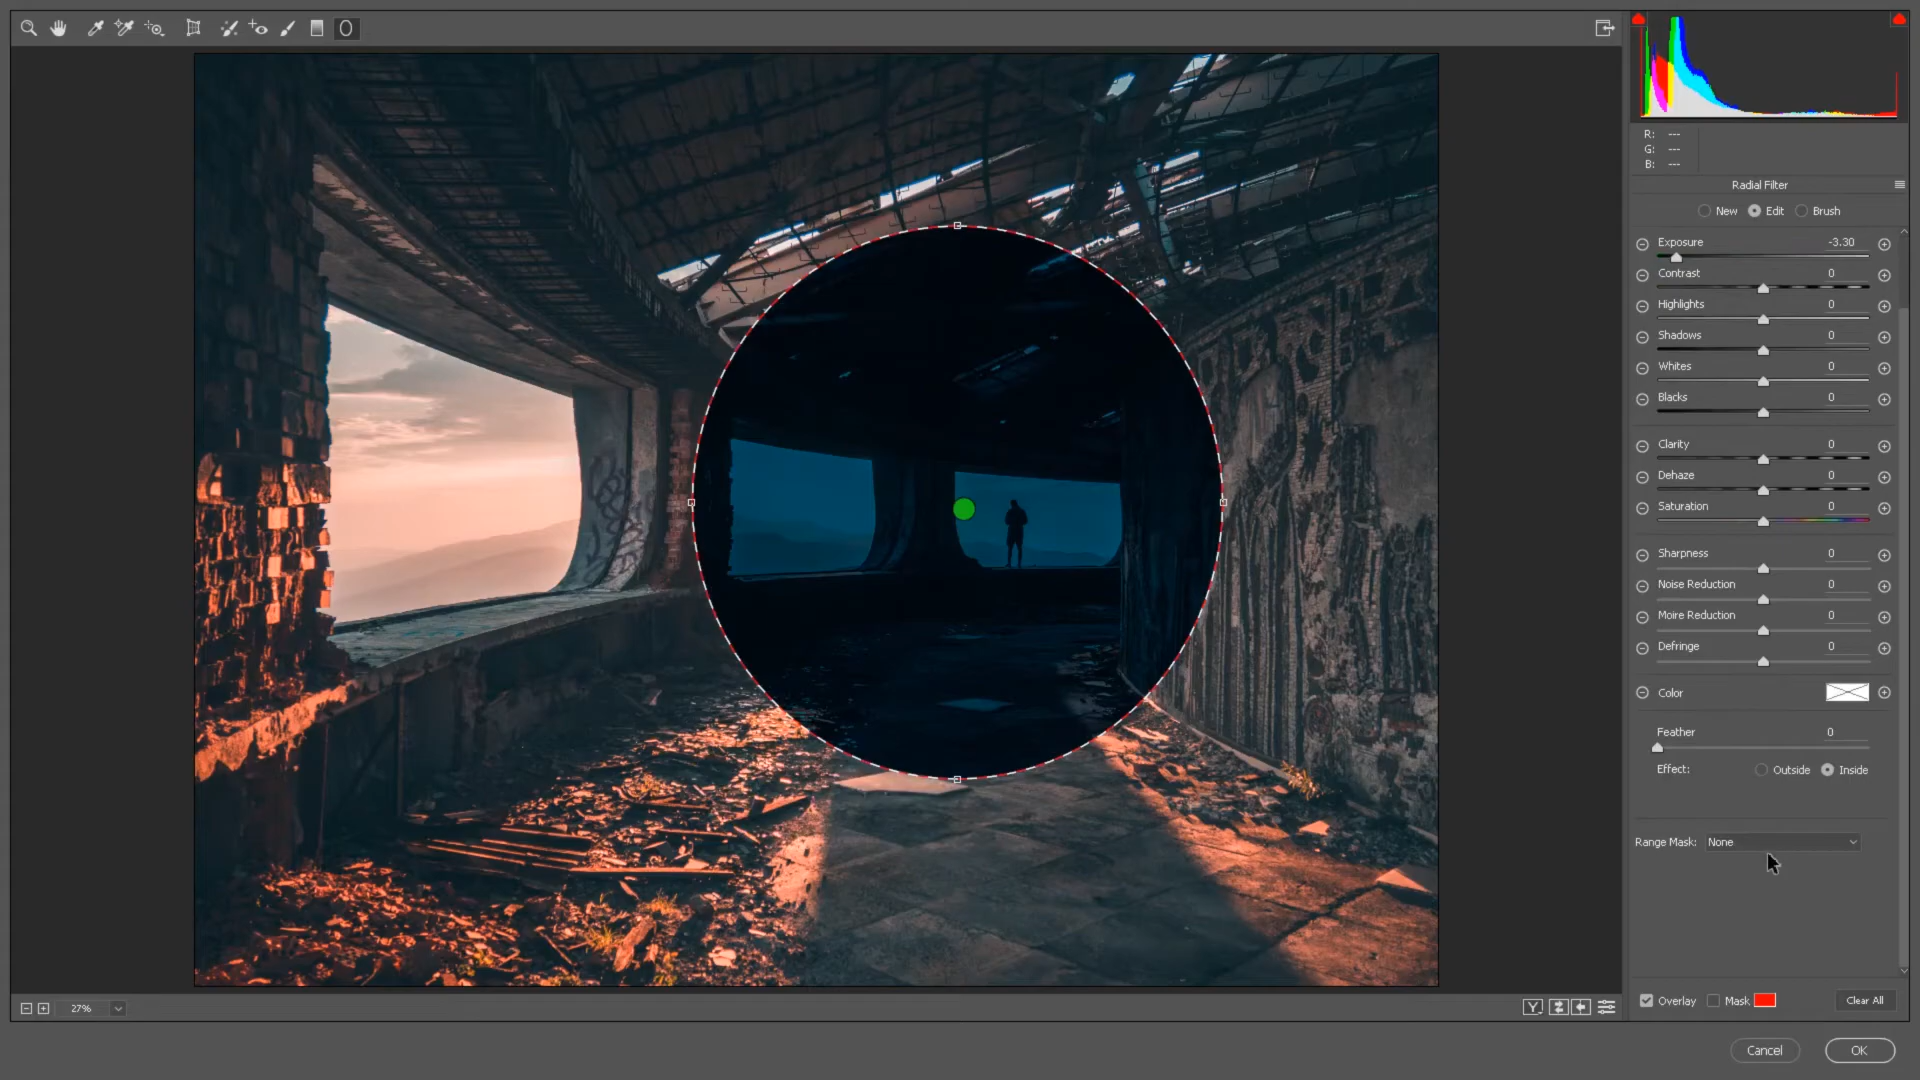 R: ---
G: ---
B: ---
Radial Filter
New Edit Brush
Exposure -3.30
Contrast 0
Highlights 0
Shadows 0
Whites 0
Blacks 0
Clarity 0
Dehaze 0
Saturation 0
Sharpness 0
Noise Reduction 0
Moire Reduction 0
Defringe 0
Color
Feather 0
Effect: Outside Inside
Range Mask: None
Overlay Mask Clear All
27% Y
Cancel OK